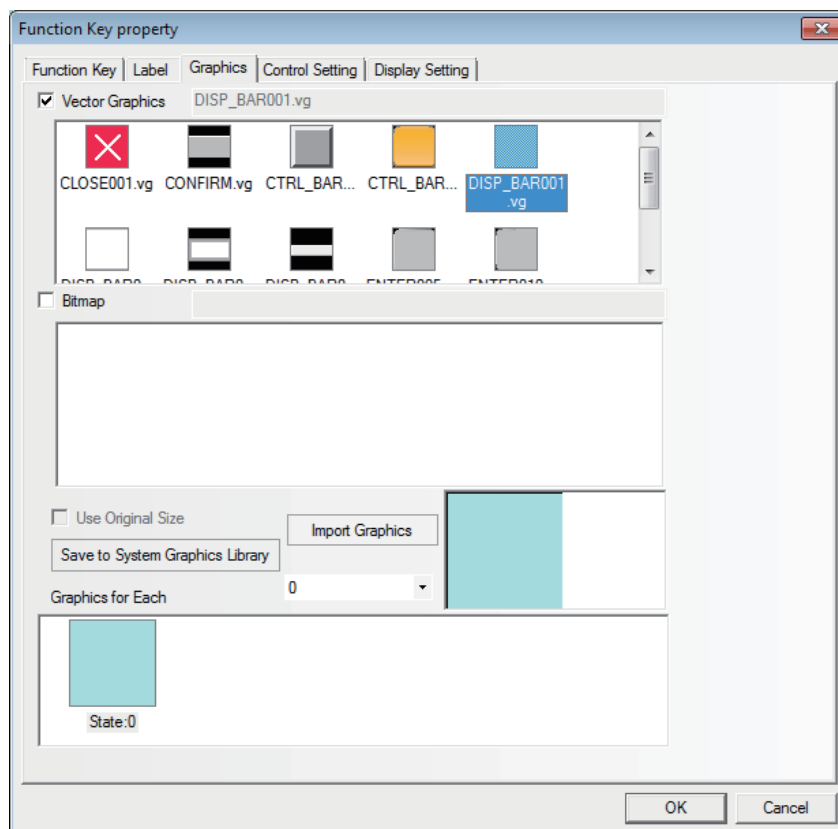 Function Key property
Function Key Label Graphics Control Setting Display Setting
Vector Graphics DISP_BAR001.vg
CLOSE001.vg CONFIRM.vg CTRL_BAR... CTRL_BAR... DISP_BAR001
.vg
Bitmap
Use Original Size
Import Graphics
Save to System Graphics Library
0
Graphics for Each
State:0
OK Cancel